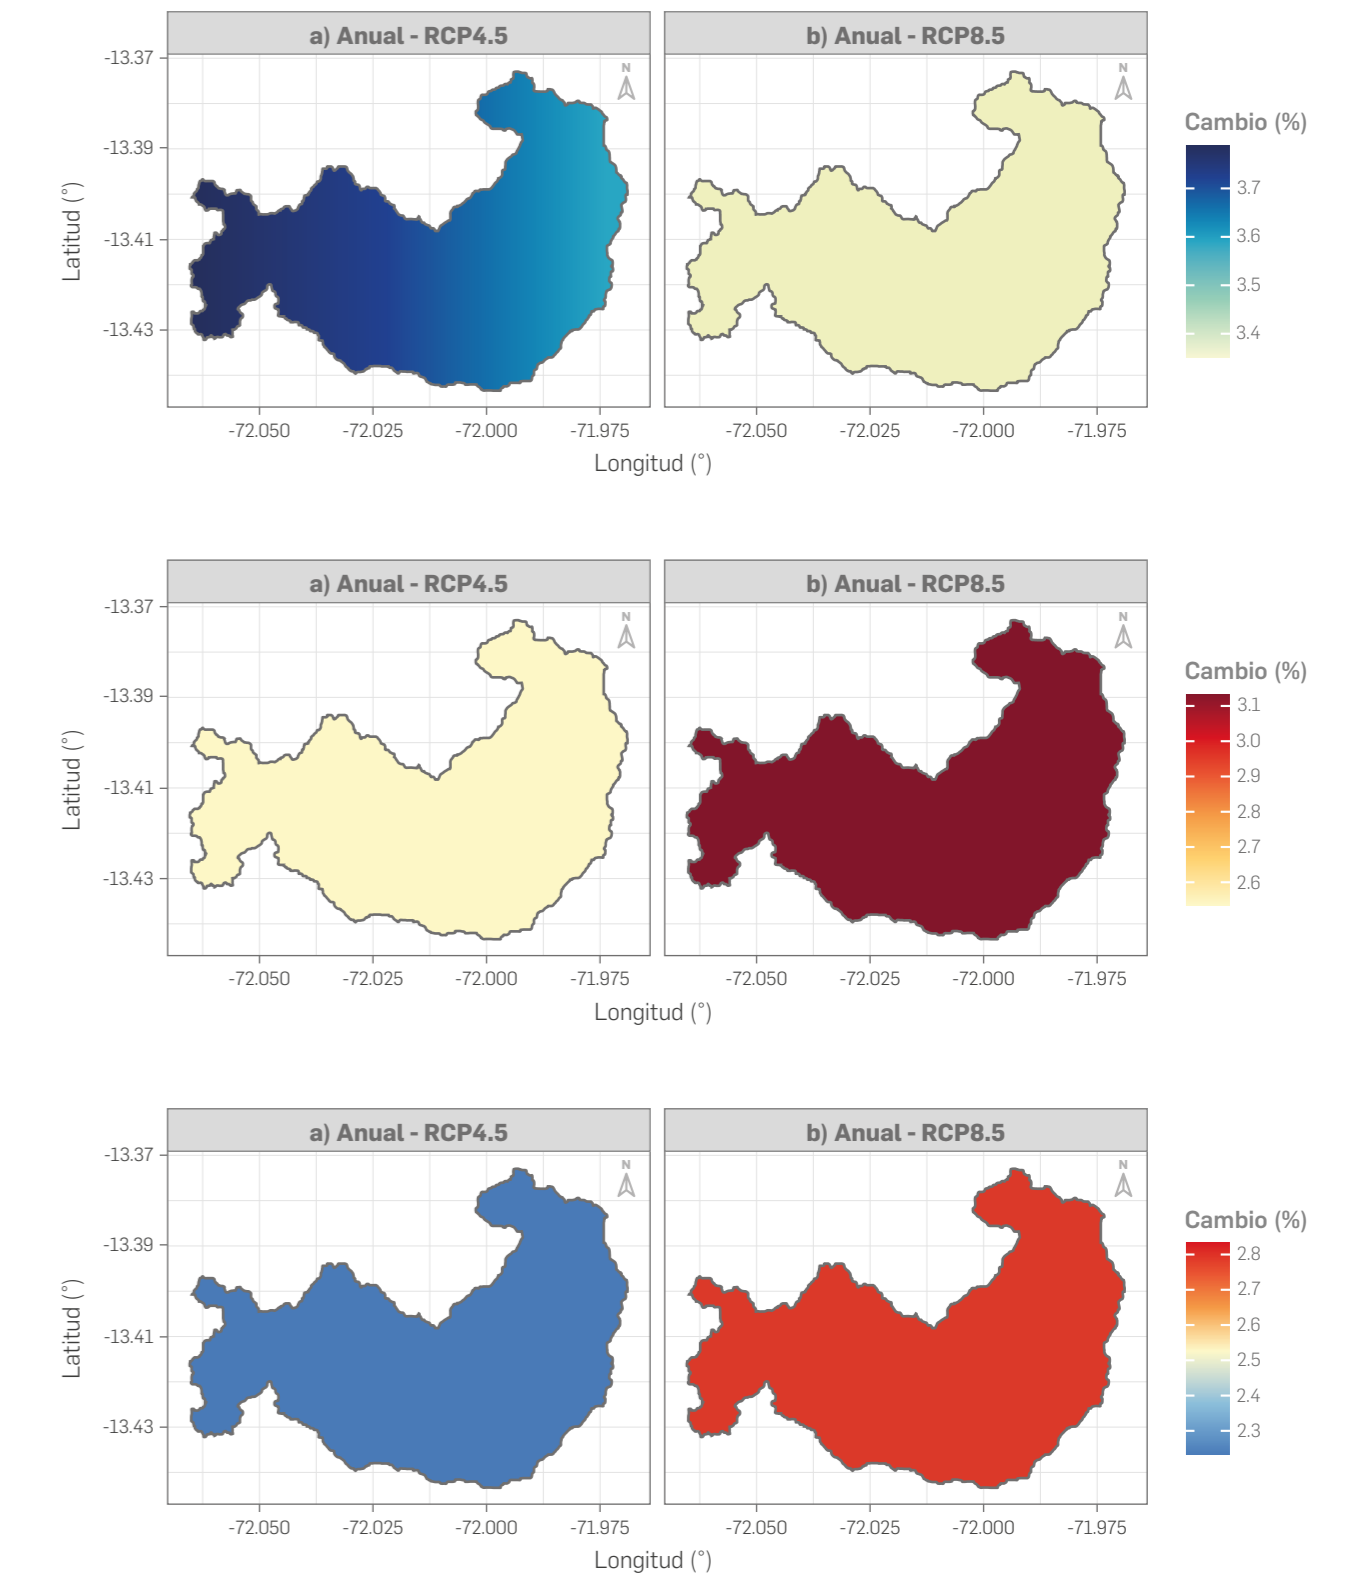 a) Anual - RCP4.5
b) Anual - RCP8.5
N
N
-13.37
-13.39
-13.41
-13.43
Latitud (°)
-72.050 -72.025 -72.000 -71.975
-72.050 -72.025 -72.000 -71.975
Longitud (°)
Cambio (%)
3.7
3.6
3.5
3.4
a) Anual - RCP4.5
b) Anual - RCP8.5
N
N
-13.37
-13.39
-13.41
-13.43
Latitud (°)
-72.050 -72.025 -72.000 -71.975
-72.050 -72.025 -72.000 -71.975
Longitud (°)
Cambio (%)
3.1
3.0
2.9
2.8
2.7
2.6
a) Anual - RCP4.5
b) Anual - RCP8.5
N
N
-13.37
-13.39
-13.41
-13.43
Latitud (°)
-72.050 -72.025 -72.000 -71.975
-72.050 -72.025 -72.000 -71.975
Longitud (°)
Cambio (%)
2.8
2.7
2.6
2.5
2.4
2.3